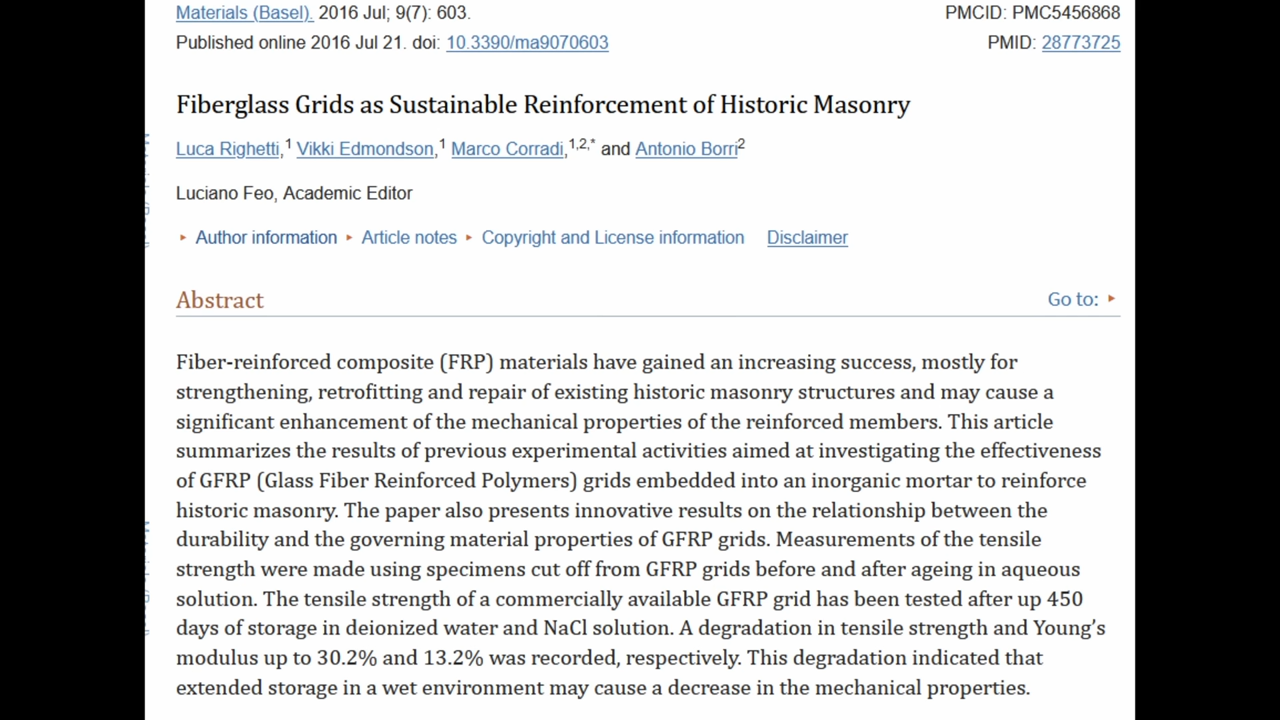 Materials (Basel). 2016 Jul; 9(7): 603.
PMCID: PMC5456868
Published online 2016 Jul 21. doi: 10.3390/ma9070603
PMID: 28773725
Fiberglass Grids as Sustainable Reinforcement of Historic Masonry
Luca Righetti,1 Vikki Edmondson,1 Marco Corradi,1,2,* and Antonio Borri2
Luciano Feo, Academic Editor
Author information Article notes Copyright and License information Disclaimer
Abstract
Go to:
Fiber-reinforced composite (FRP) materials have gained an increasing success, mostly for
strengthening, retrofitting and repair of existing historic masonry structures and may cause a
significant enhancement of the mechanical properties of the reinforced members. This article
summarizes the results of previous experimental activities aimed at investigating the effectiveness
of GFRP (Glass Fiber Reinforced Polymers) grids embedded into an inorganic mortar to reinforce
historic masonry. The paper also presents innovative results on the relationship between the
durability and the governing material properties of GFRP grids. Measurements of the tensile
strength were made using specimens cut off from GFRP grids before and after ageing in aqueous
solution. The tensile strength of a commercially available GFRP grid has been tested after up 450
days of storage in deionized water and NaCl solution. A degradation in tensile strength and Young’s
modulus up to 30.2% and 13.2% was recorded, respectively. This degradation indicated that
extended storage in a wet environment may cause a decrease in the mechanical properties.